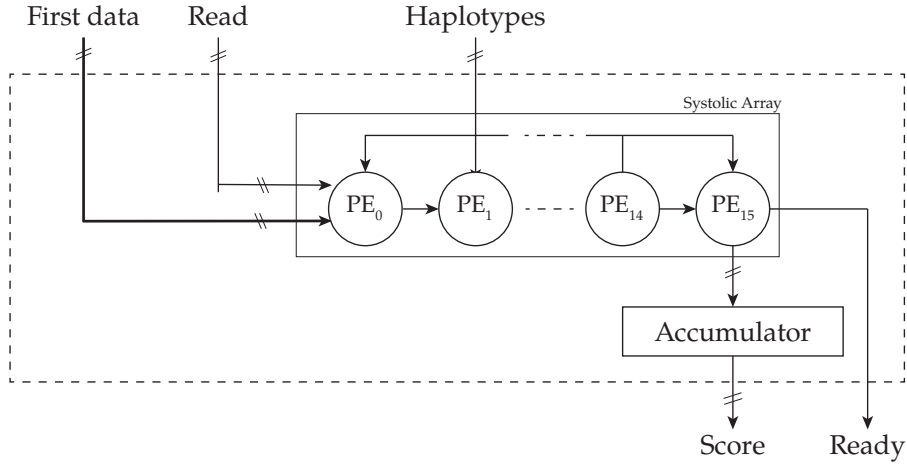 First data
Read
Haplotypes
Systolic Array
PE0
PE1
PE14
PE15
Accumulator
Score
Ready